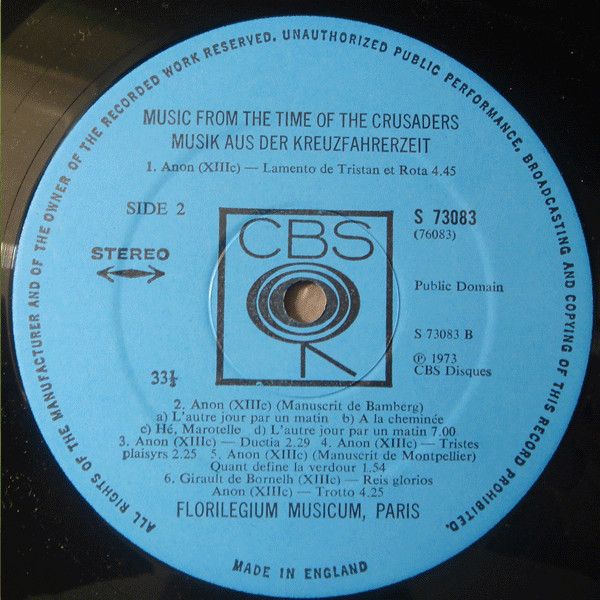 ALL RIGHTS OF THE MANUFACTURER AND OF THE OWNER OF THE RECORDED WORK RESERVED. UNAUTHORIZED PUBLIC PERFORMANCE, BROADCASTING AND COPYING OF THIS RECORD PROHIBITED.
MUSIC FROM THE TIME OF THE CRUSADERS
MUSIK AUS DER KREUZFAHRERZEIT
1. Anon (XIIIc) — Lamento de Tristan et Rota 4.45
SIDE 2
S 73083
(76083)
CBS
STEREO
Public Domain
S 73083 B
33⅓
℗ 1973
CBS Disques
2. Anon (XIIIc) (Manuscrit de Bamberg)
a) L'autre jour par un matin b) A la cheminée
c) Hé, Marotelle d) L'autre jour par un matin 7.00
3. Anon (XIIIc) — Ductia 2.29 4. Anon (XIIIc) — Tristes
plaisyrs 2.25 5. Anon (XIIIc) (Manuscrit de Montpellier)
Quant define la verdour 1.54
6. Girault de Bornelh (XIIc) — Reis glorios
Anon (XIIIc) — Trotto 4.25
FLORILEGIUM MUSICUM, PARIS
MADE IN ENGLAND